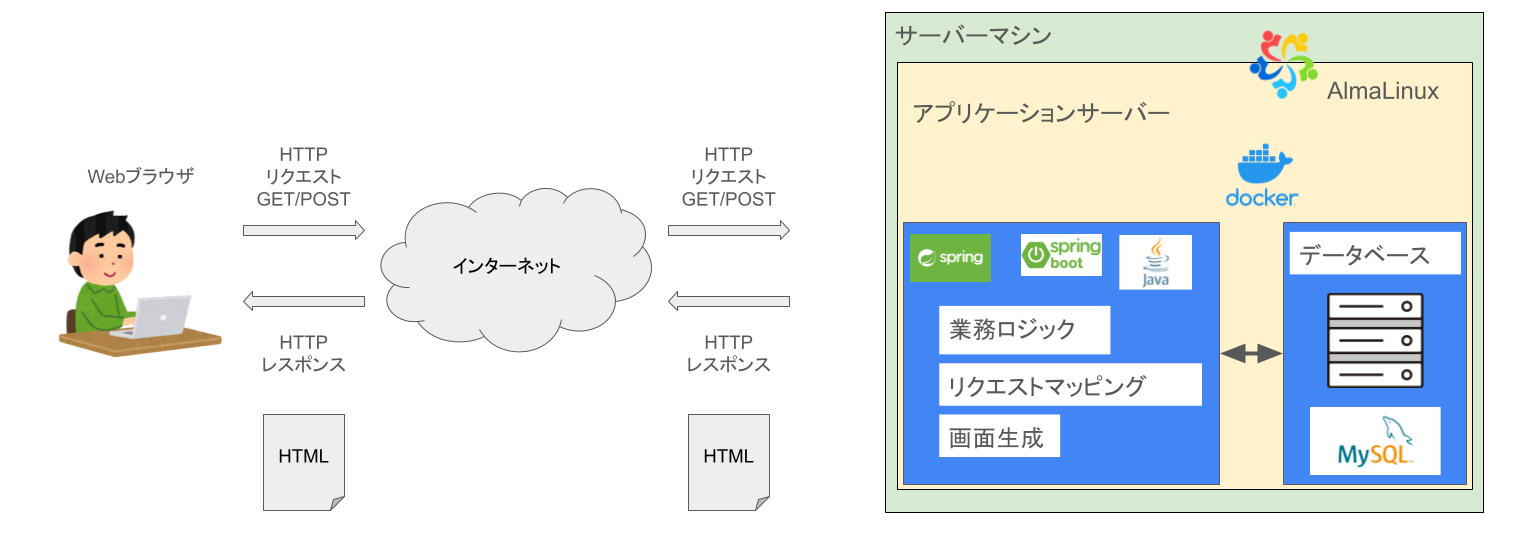 Webブラウザ
HTTP
リクエスト
GET/POST
HTTP
レスポンス
HTML
インターネット
HTTP
リクエスト
GET/POST
HTTP
レスポンス
HTML
サーバーマシン
AlmaLinux
アプリケーションサーバー
docker
spring
spring
boot
Java
業務ロジック
リクエストマッピング
画面生成
データベース
MySQL